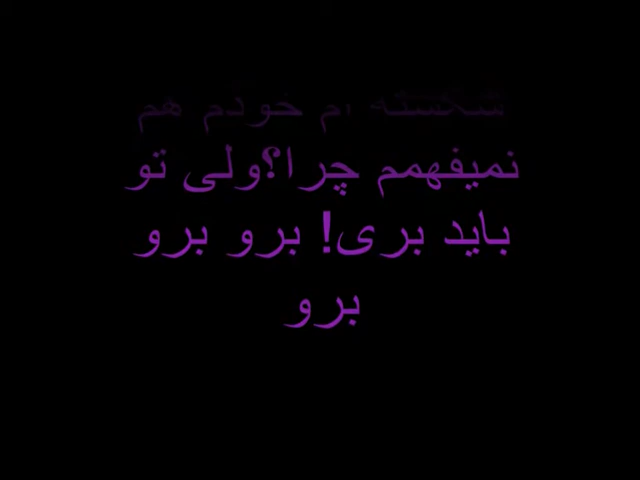 شکسته ام خودم هم
نمیفهمم چرا؟ولی تو
باید بری! برو برو
برو